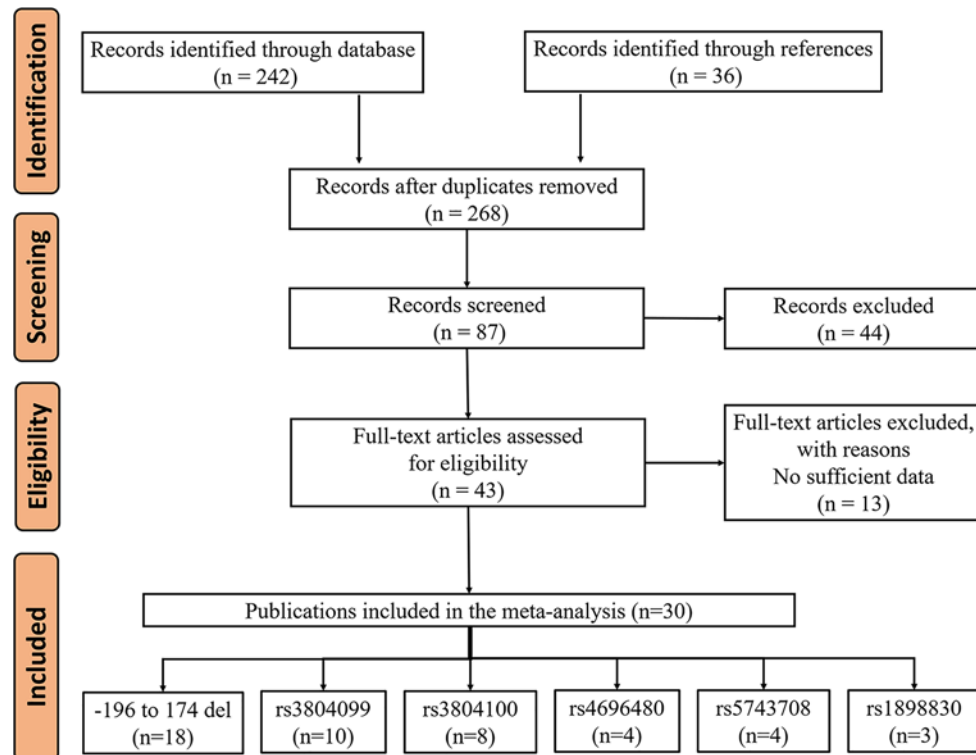 Identification
Records identified through database
(n = 242)
Records identified through references
(n = 36)
Records after duplicates removed
(n = 268)
Screening
Records screened
(n = 87)
Records excluded
(n = 44)
Eligibility
Full-text articles assessed
for eligibility
(n = 43)
Full-text articles excluded,
with reasons
No sufficient data
(n = 13)
Included
Publications included in the meta-analysis (n=30)
-196 to 174 del
(n=18)
rs3804099
(n=10)
rs3804100
(n=8)
rs4696480
(n=4)
rs5743708
(n=4)
rs1898830
(n=3)